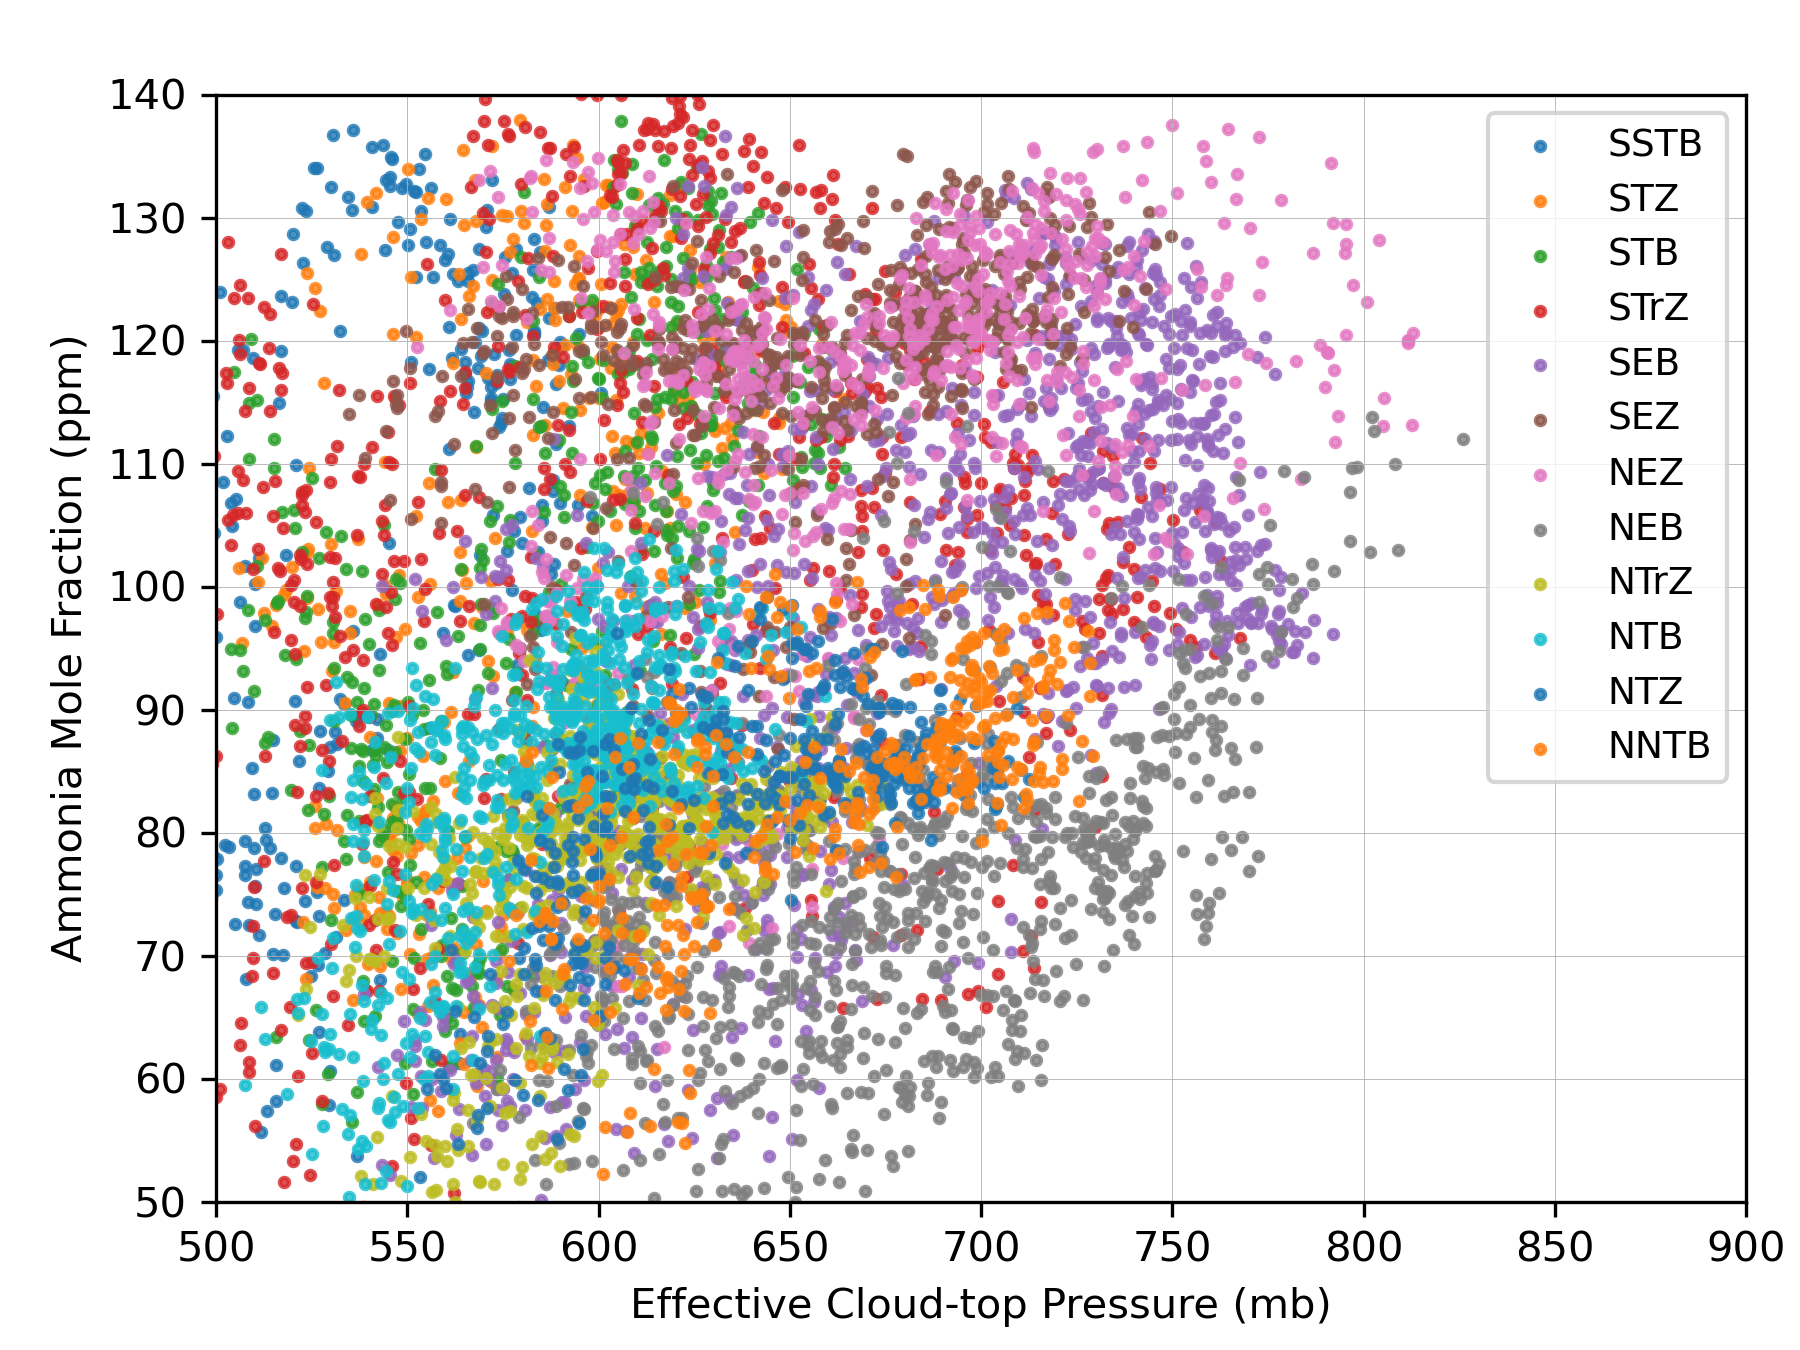 140
130
120
110
100
90
80
70
60
50
Ammonia Mole Fraction (ppm)
500 550 600 650 700 750 800 850 900
Effective Cloud-top Pressure (mb)
SSTB
STZ
STB
STrZ
SEB
SEZ
NEZ
NEB
NTrZ
NTB
NTZ
NNTB